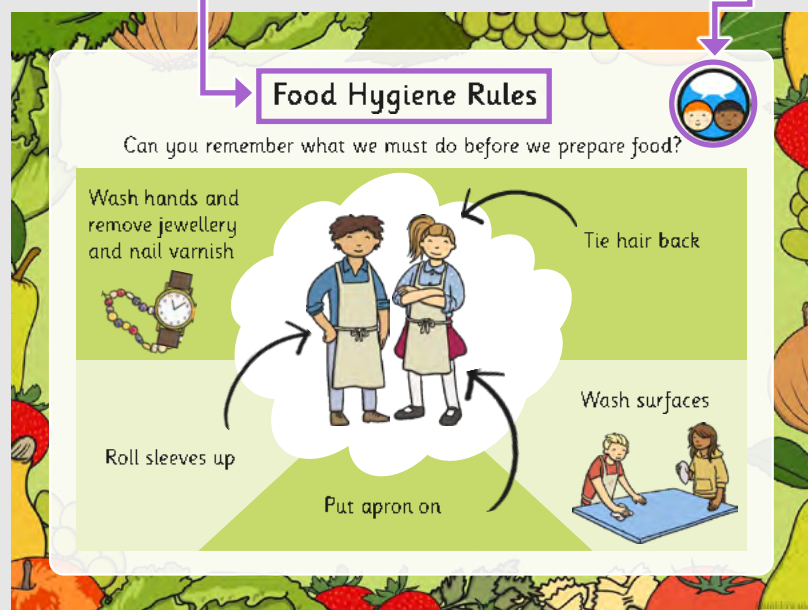 Food Hygiene Rules
Can you remember what we must do before we prepare food?
Wash hands and
remove jewellery
and nail varnish
Tie hair back
Roll sleeves up
Put apron on
Wash surfaces